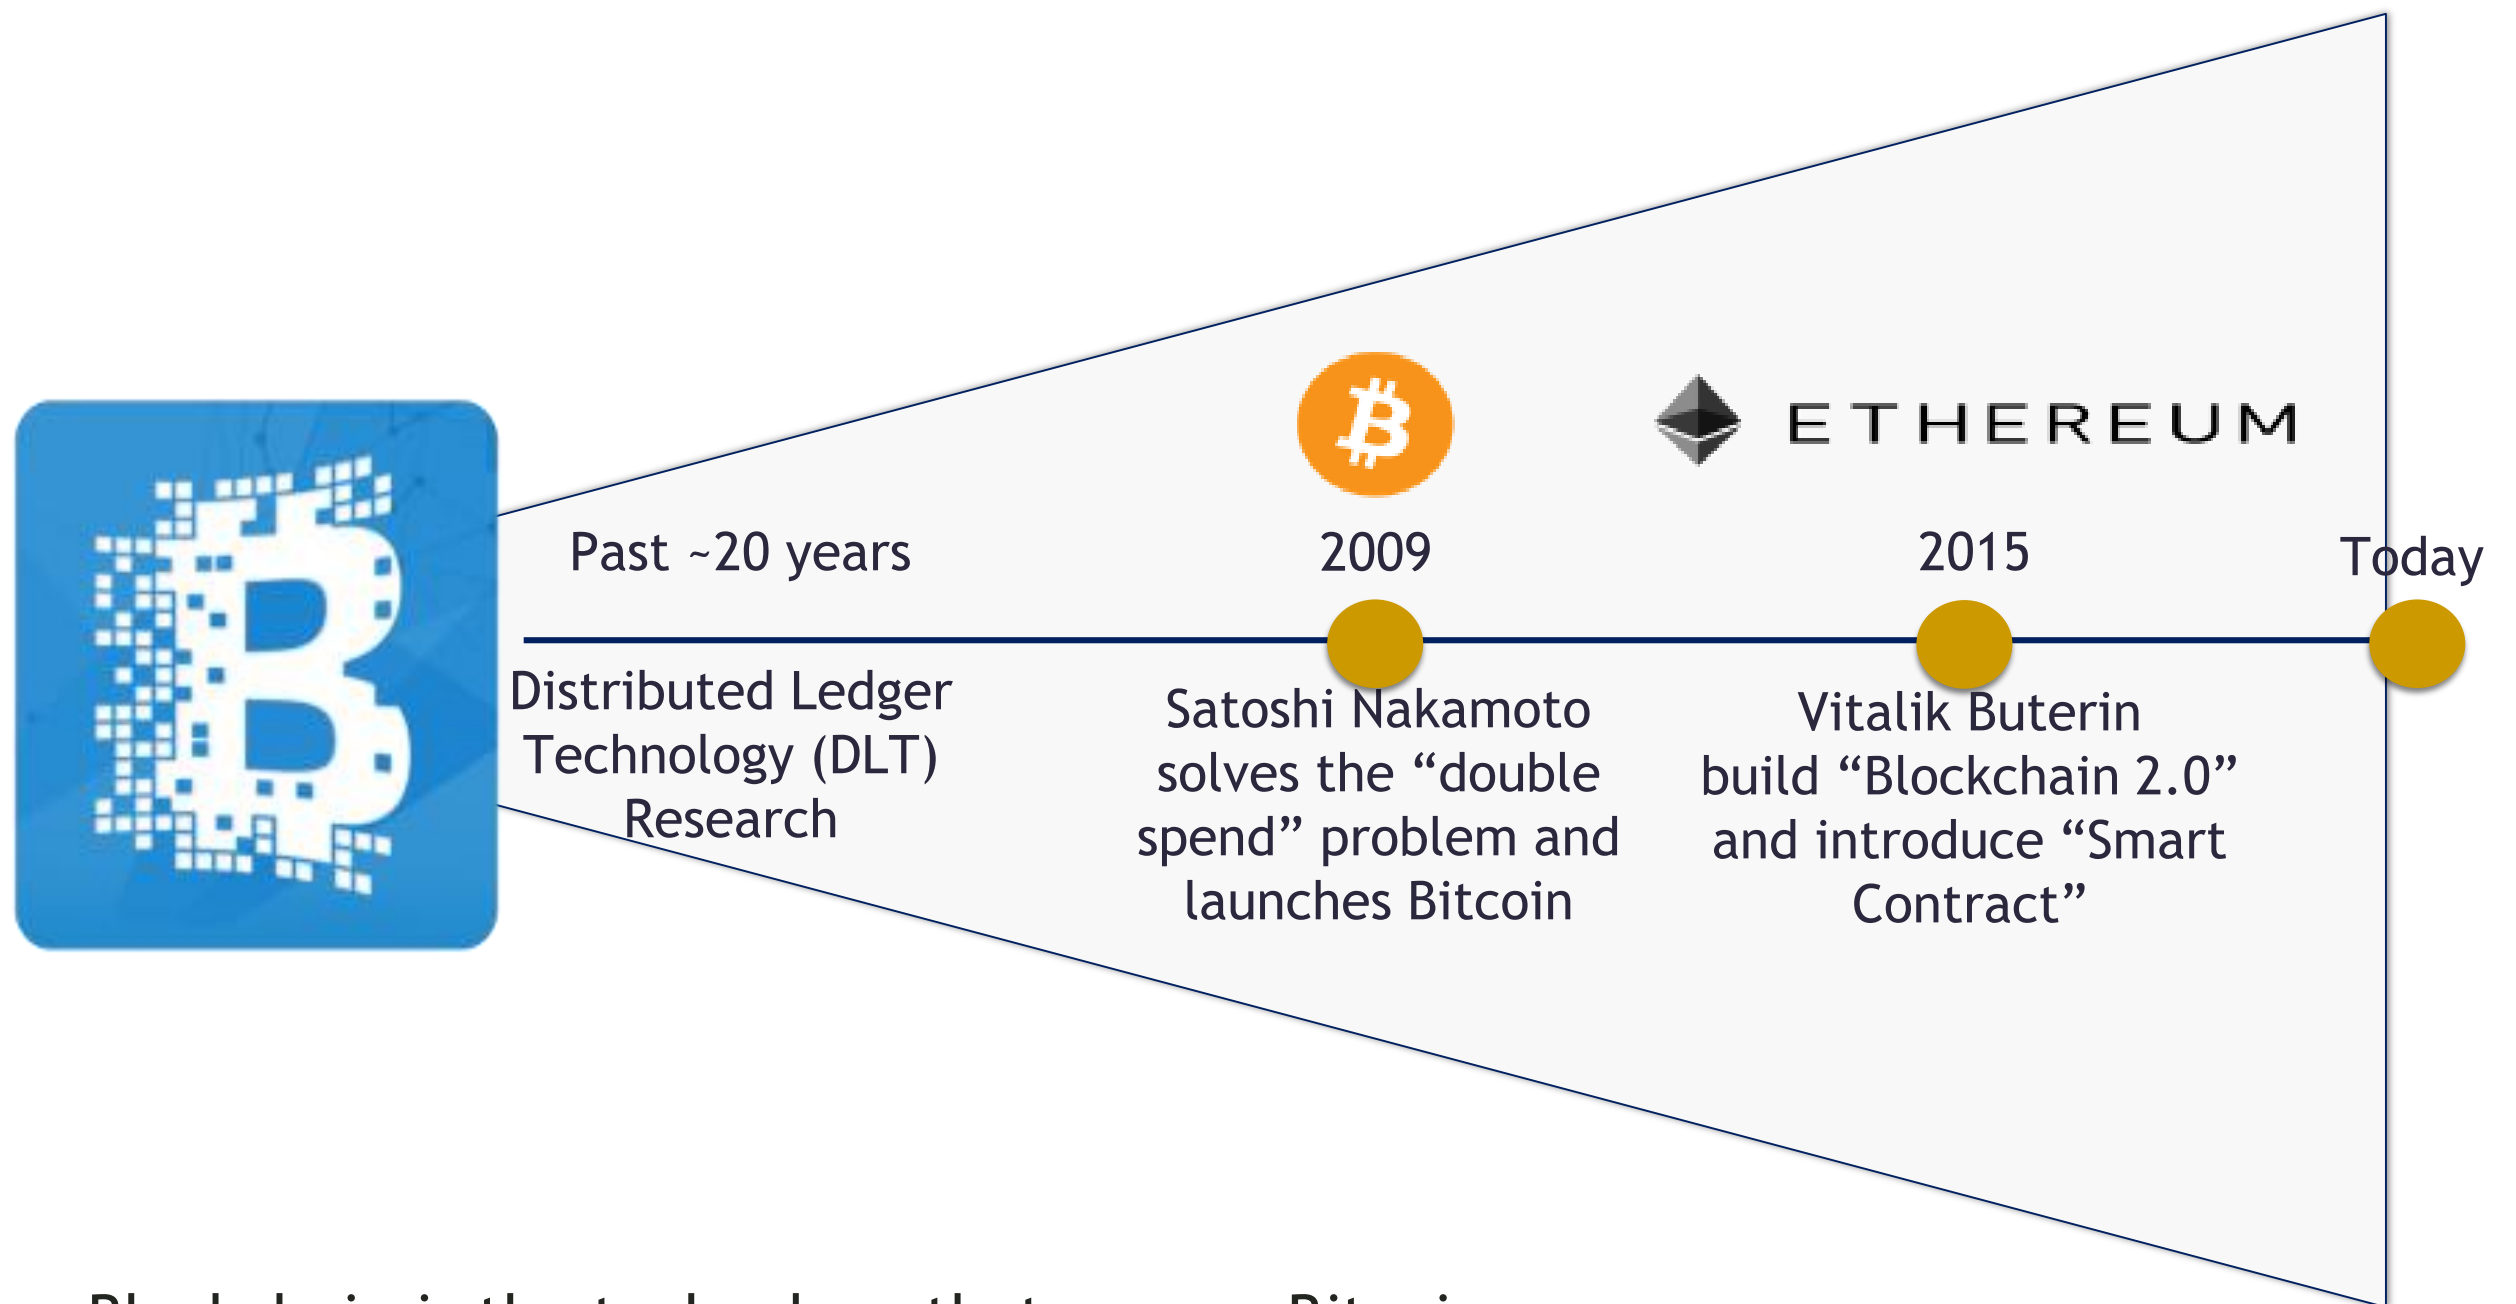 ETHEREUM
Past ~20 years
2009
2015
Today
Distributed Ledger
Technology (DLT)
Research
Satoshi Nakamoto
solves the “double
spend” problem and
launches Bitcoin
Vitalik Buterin
build “Blockchain 2.0”
and introduce “Smart
Contract”